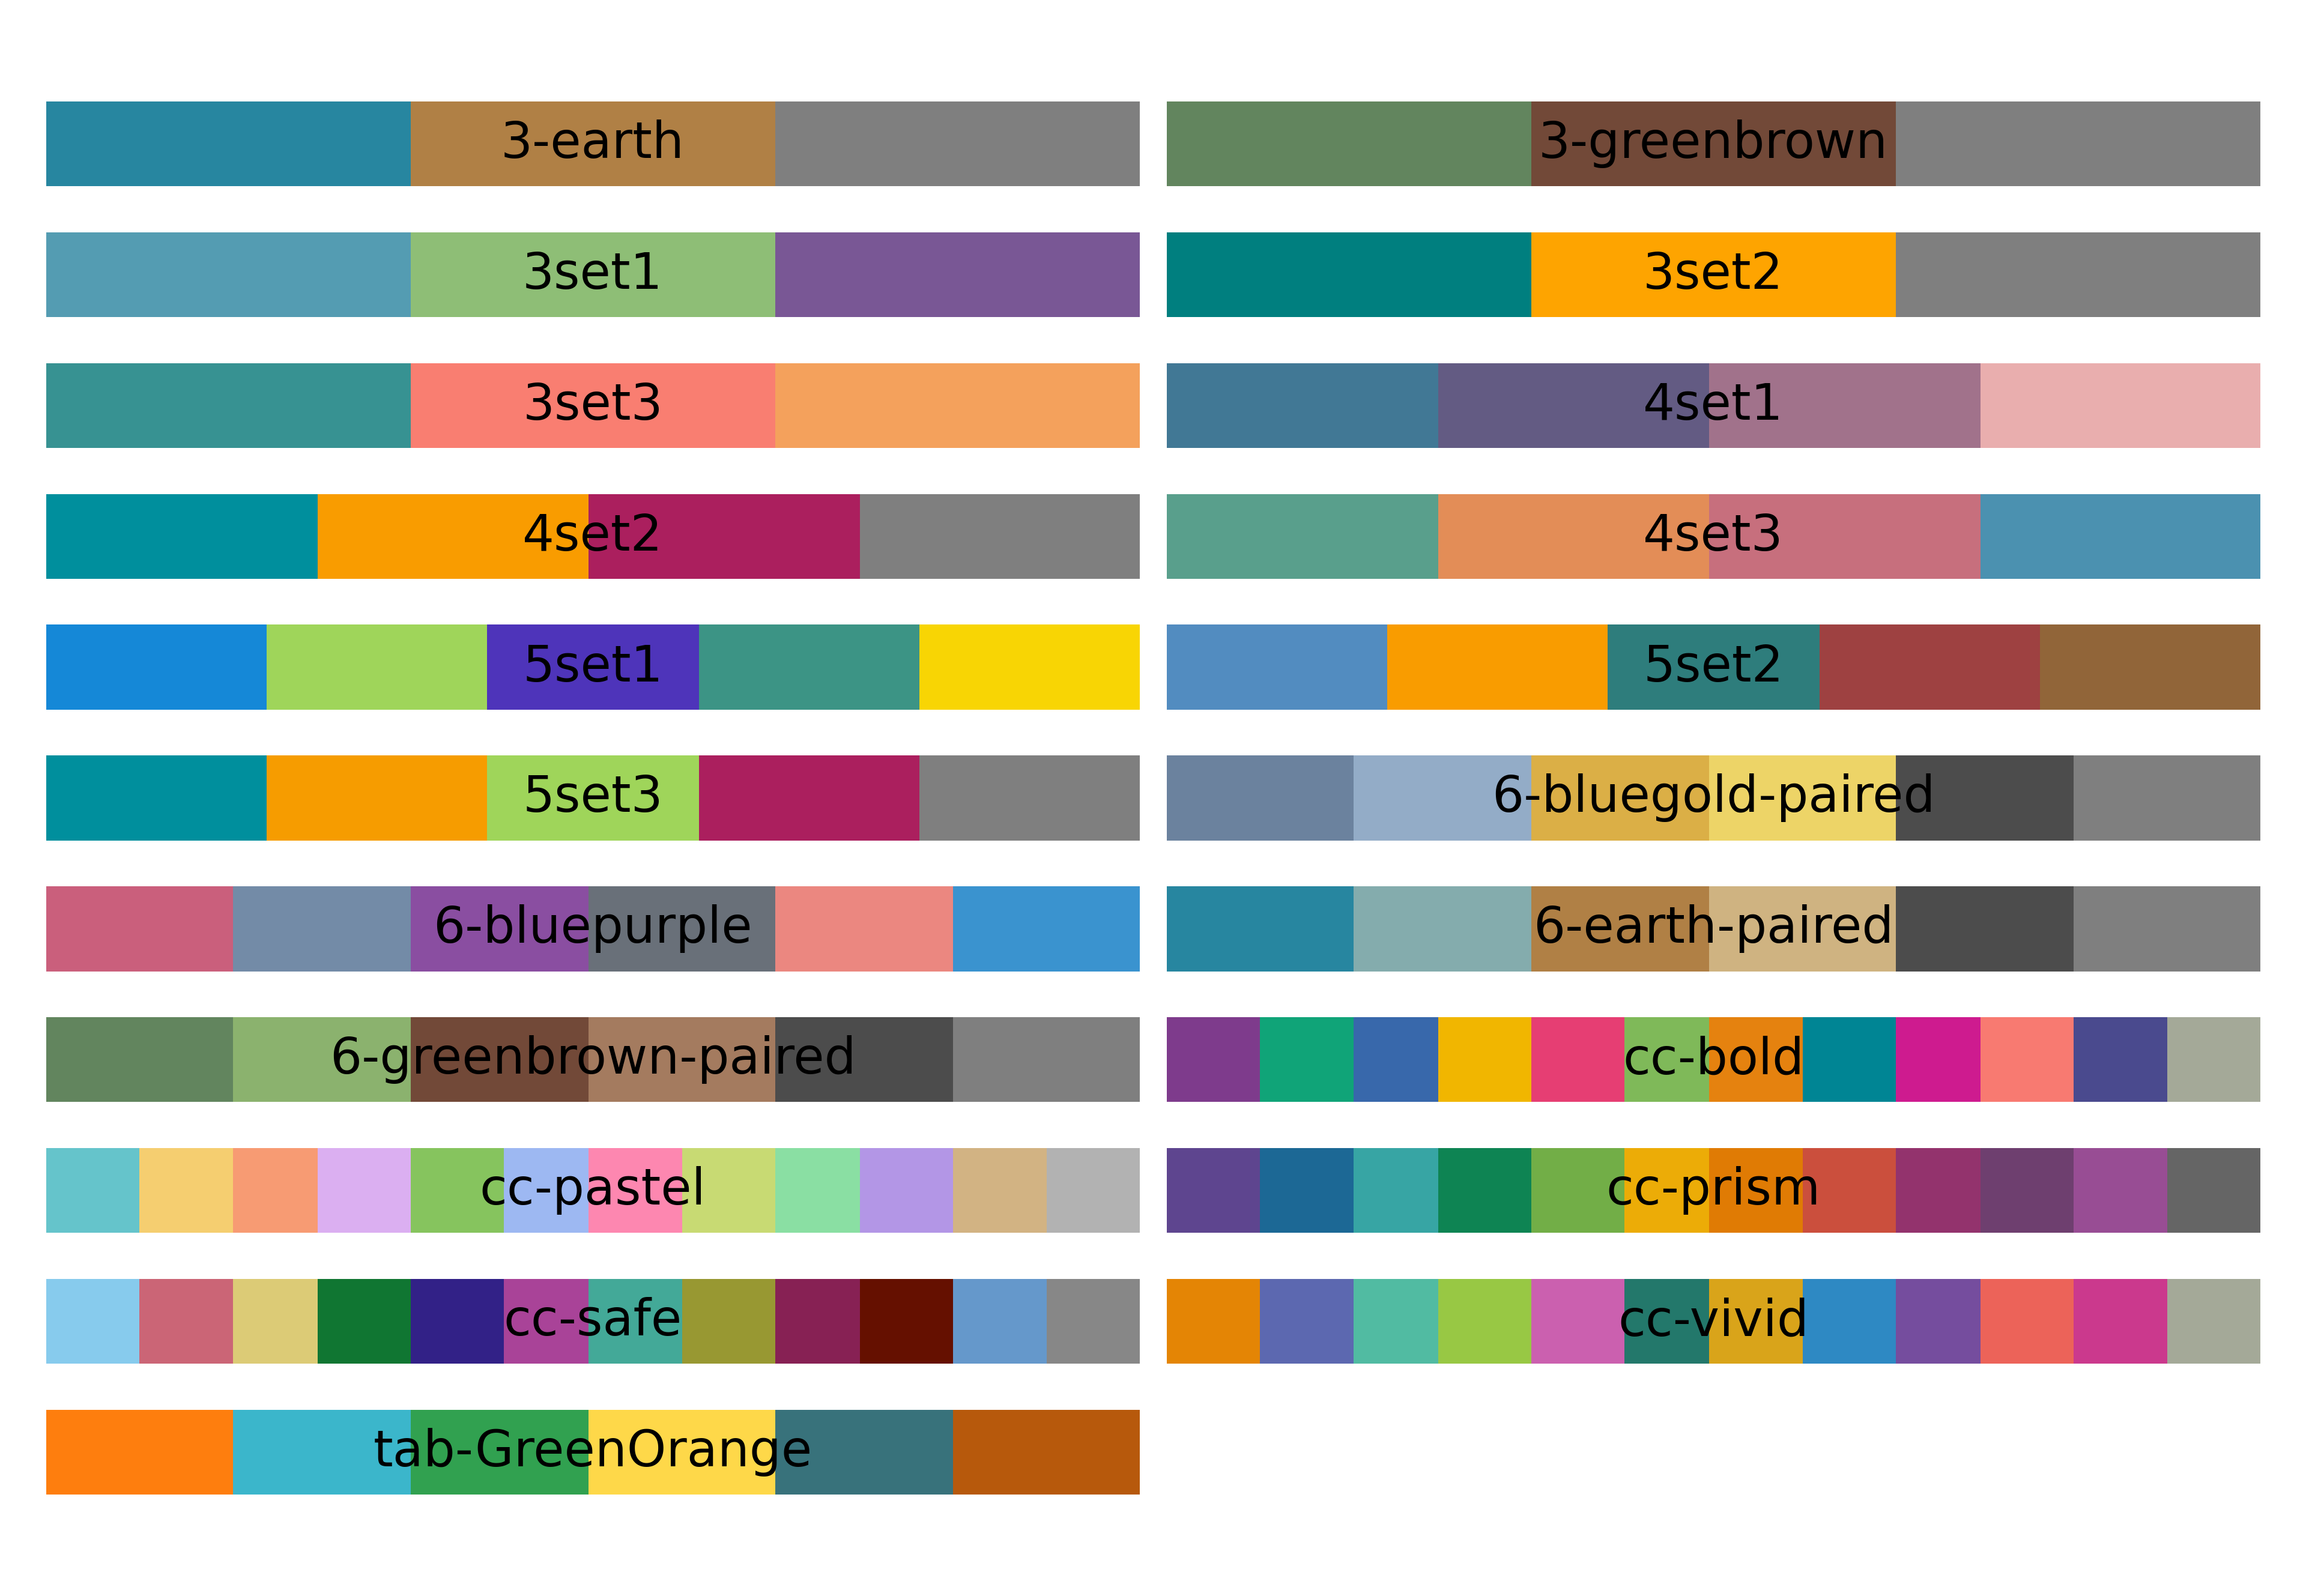 3-earth
3-greenbrown
3set1
3set2
3set3
4set1
4set2
4set3
5set1
5set2
5set3
6-bluegold-paired
6-bluepurple
6-earth-paired
6-greenbrown-paired
cc-bold
cc-pastel
cc-prism
cc-safe
cc-vivid
tab-GreenOrange